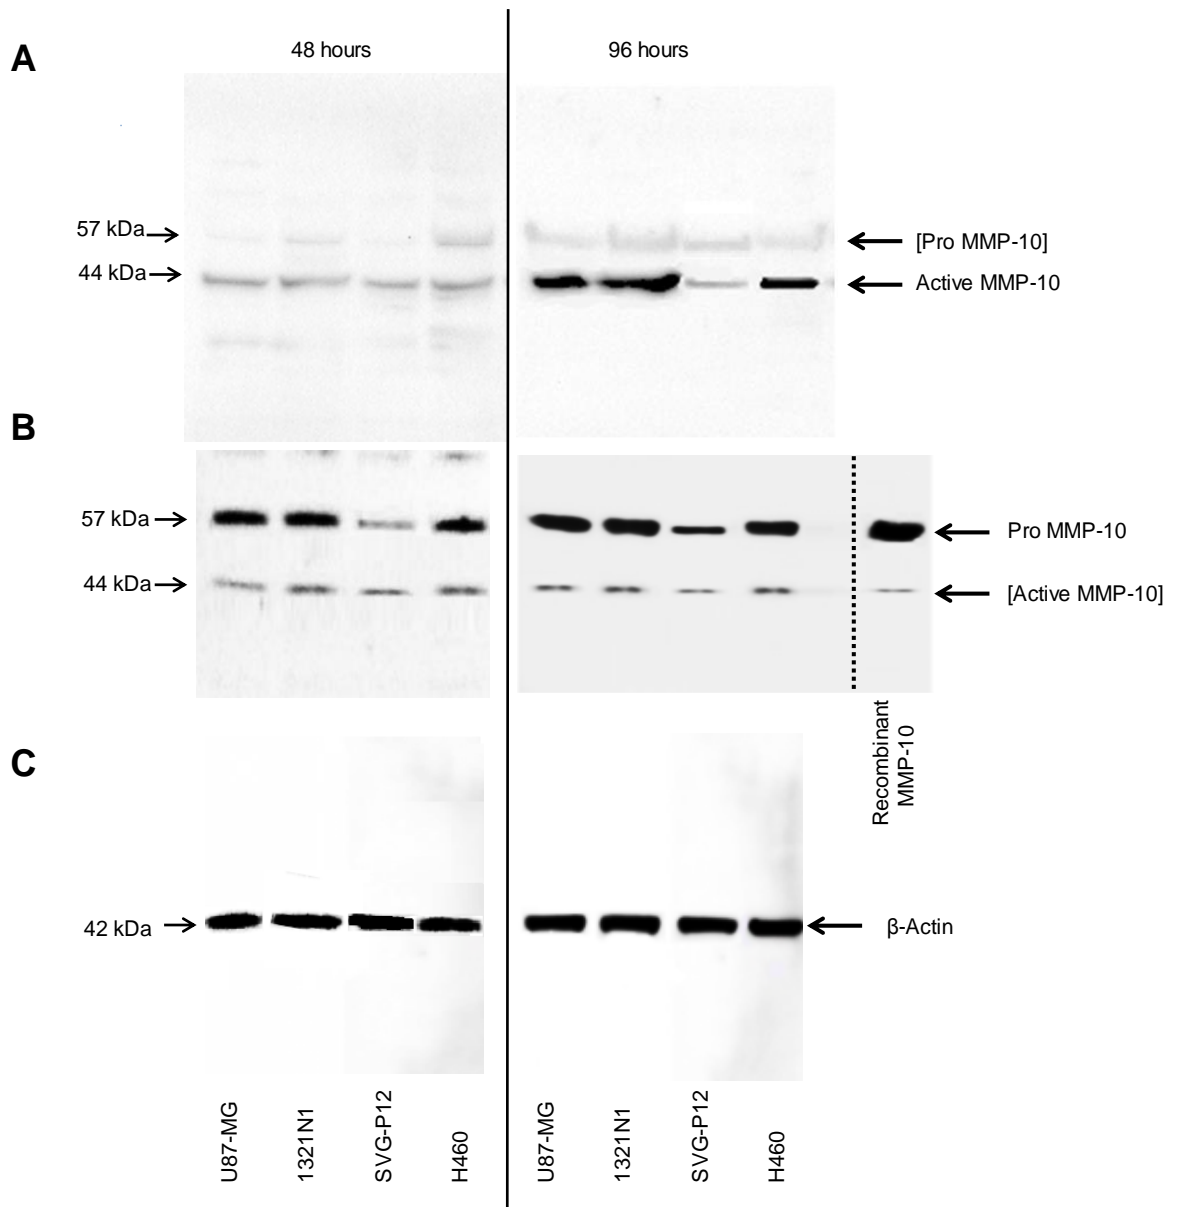 A
48 hours
96 hours
57 kDa
44 kDa
[Pro MMP-10]
Active MMP-10
B
57 kDa
44 kDa
Pro MMP-10
[Active MMP-10]
Recombinant
MMP-10
C
42 kDa
β-Actin
U87-MG
1321N1
SVG-P12
H460
U87-MG
1321N1
SVG-P12
H460